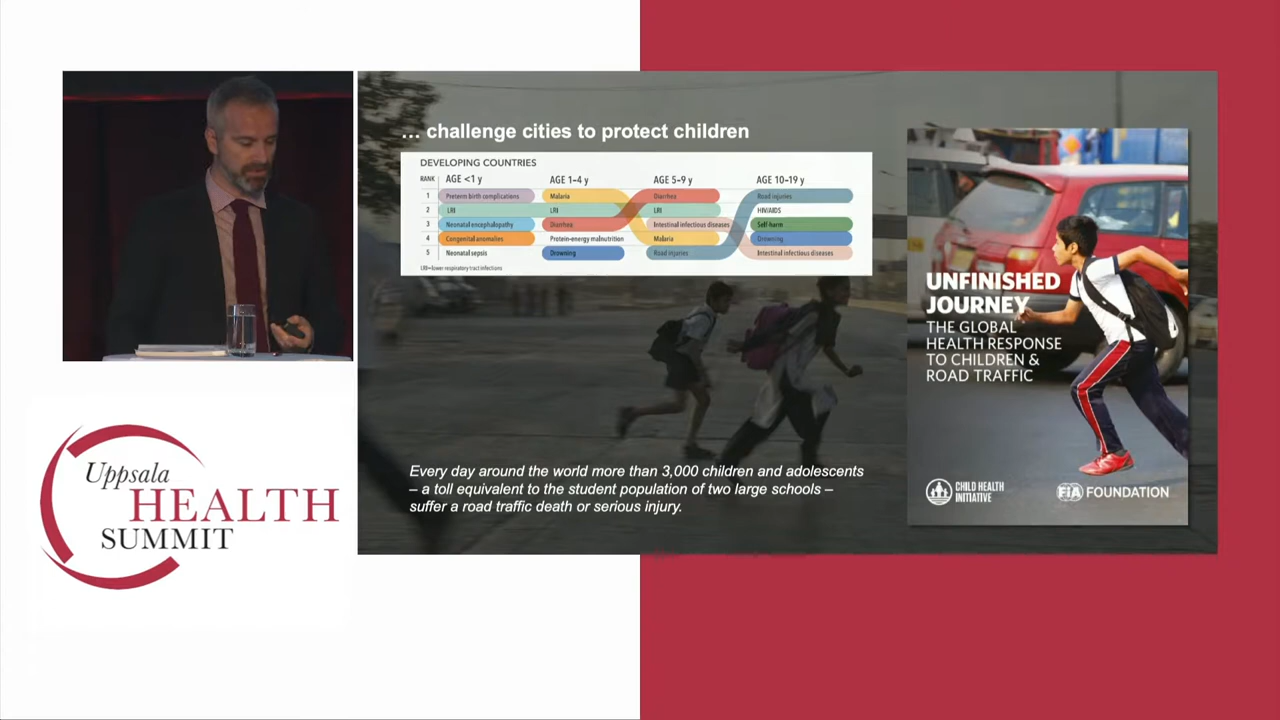 … challenge cities to protect children
DEVELOPING COUNTRIES
RANK AGE <1 y AGE 1–4 y AGE 5–9 y AGE 10–19 y
1 Preterm birth complications Malaria Diarrhea Road injuries
2 LRI LRI LRI HIV/AIDS
3 Neonatal encephalopathy Diarrhea Intestinal infectious diseases Self-harm
4 Congenital anomalies Protein-energy malnutrition Malaria Drowning
5 Neonatal sepsis Drowning Road injuries Intestinal infectious diseases
LRI=lower respiratory tract infections
Every day around the world more than 3,000 children and adolescents
– a toll equivalent to the student population of two large schools –
suffer a road traffic death or serious injury.
UNFINISHED
JOURNEY
THE GLOBAL
HEALTH RESPONSE
TO CHILDREN &
ROAD TRAFFIC
CHILD HEALTH
INITIATIVE
FiA FOUNDATION
Uppsala
HEALTH
SUMMIT